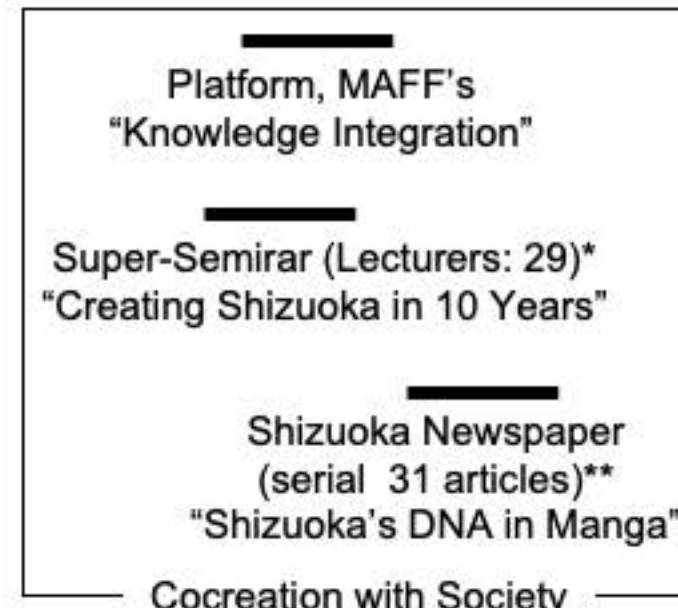 Platform, MAFF's
“Knowledge Integration”
Super-Semirar (Lecturers: 29)*
“Creating Shizuoka in 10 Years”
Shizuoka Newspaper
(serial 31 articles)**
“Shizuoka's DNA in Manga”
Cocreation with Society